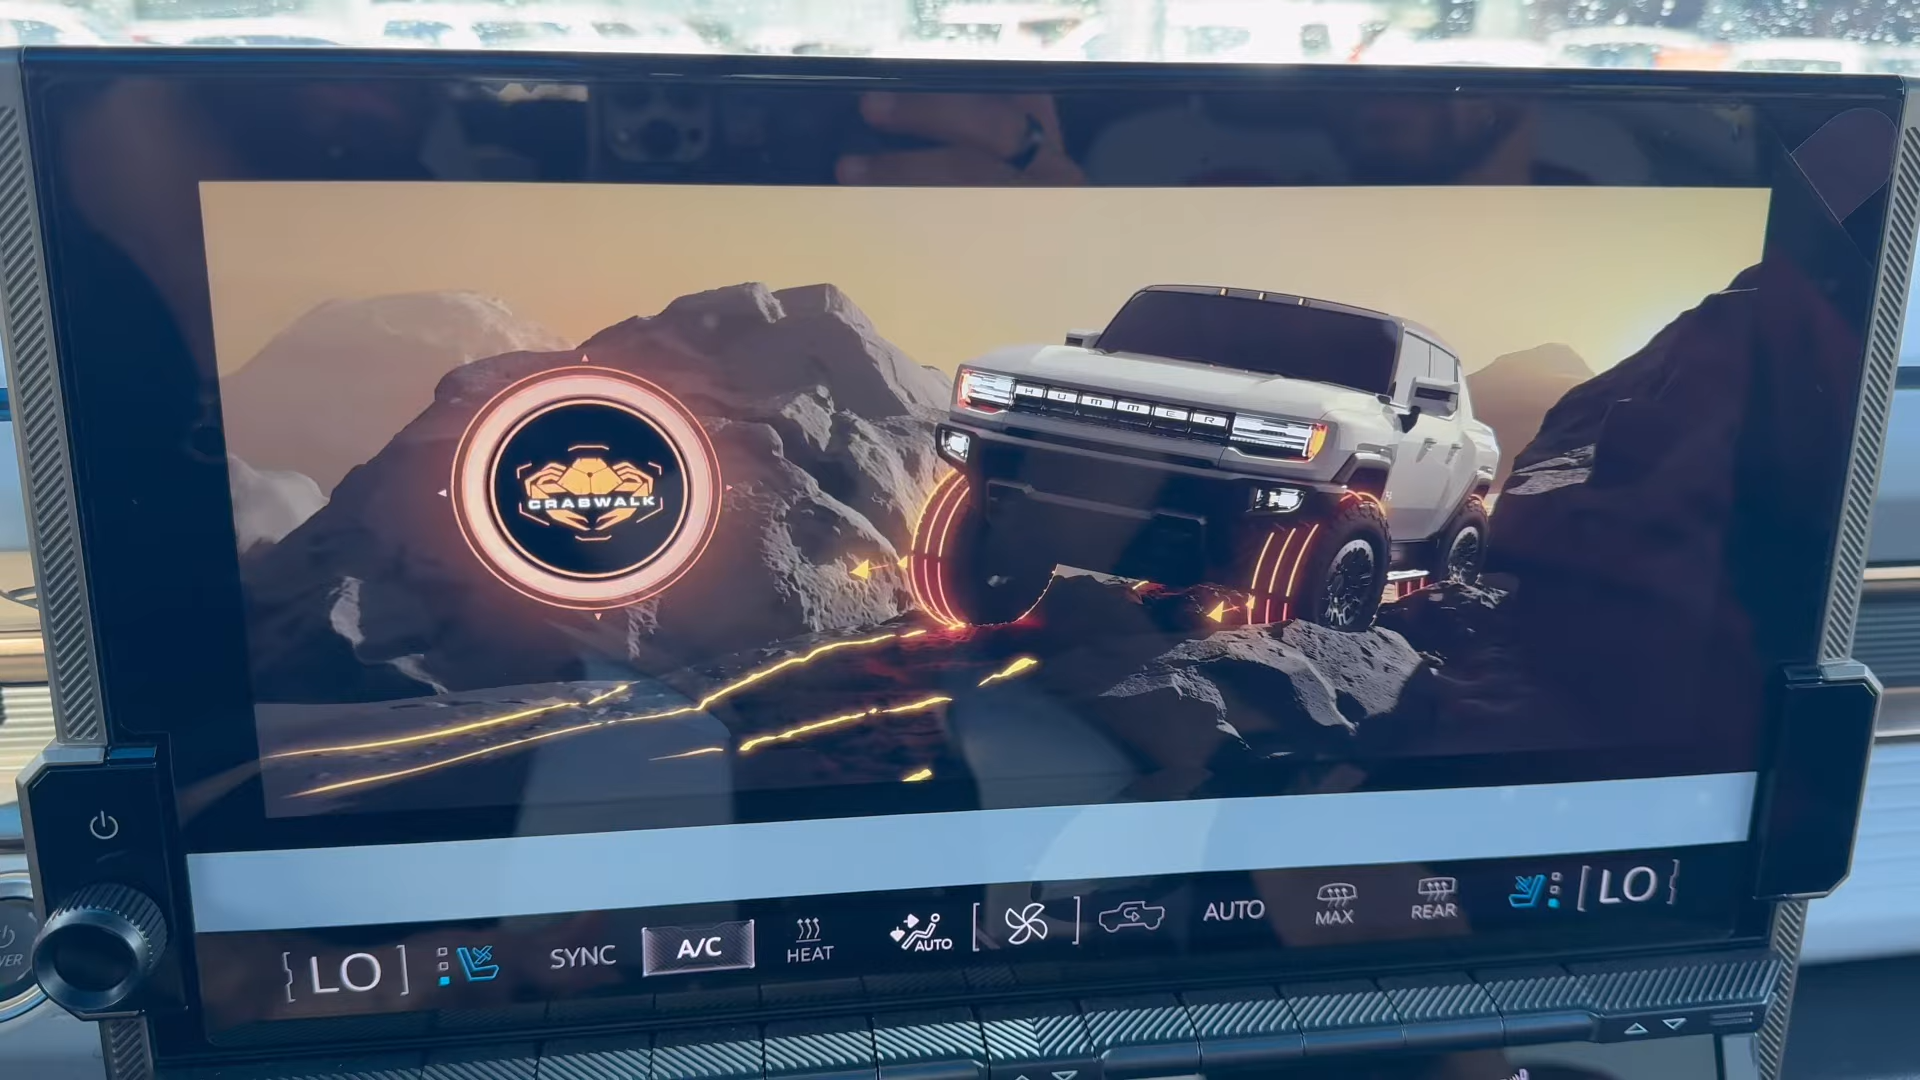 HUMMER
CRABWALK
LO
SYNC
A/C
HEAT
AUTO
AUTO
MAX
REAR
LO